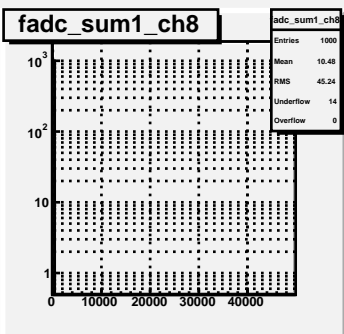 fadc_sum1_ch8
adc_sum1_ch8
Entries 1000
Mean 10.48
RMS 45.24
Underflow 14
Overflow 0
10³
10²
10
1
0 10000 20000 30000 40000